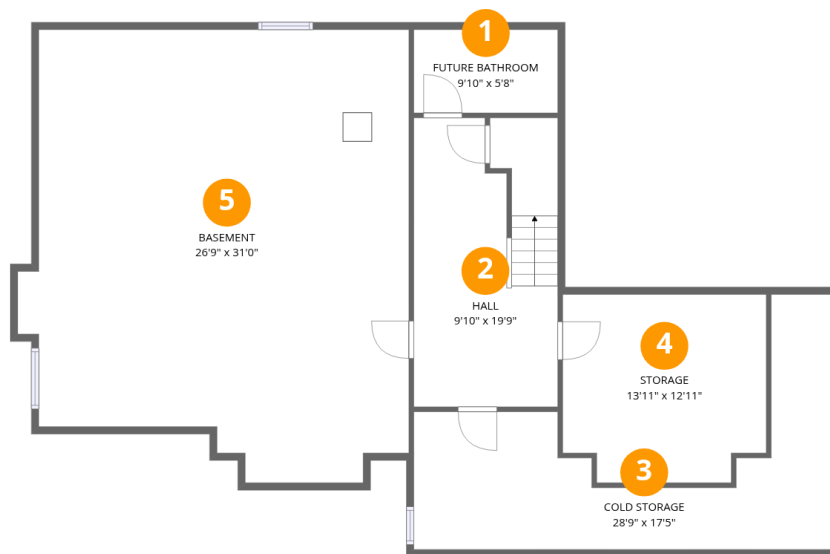 1
FUTURE BATHROOM
9'10" x 5'8"
5
BASEMENT
26'9" x 31'0"
2
HALL
9'10" x 19'9"
4
STORAGE
13'11" x 12'11"
3
COLD STORAGE
28'9" x 17'5"